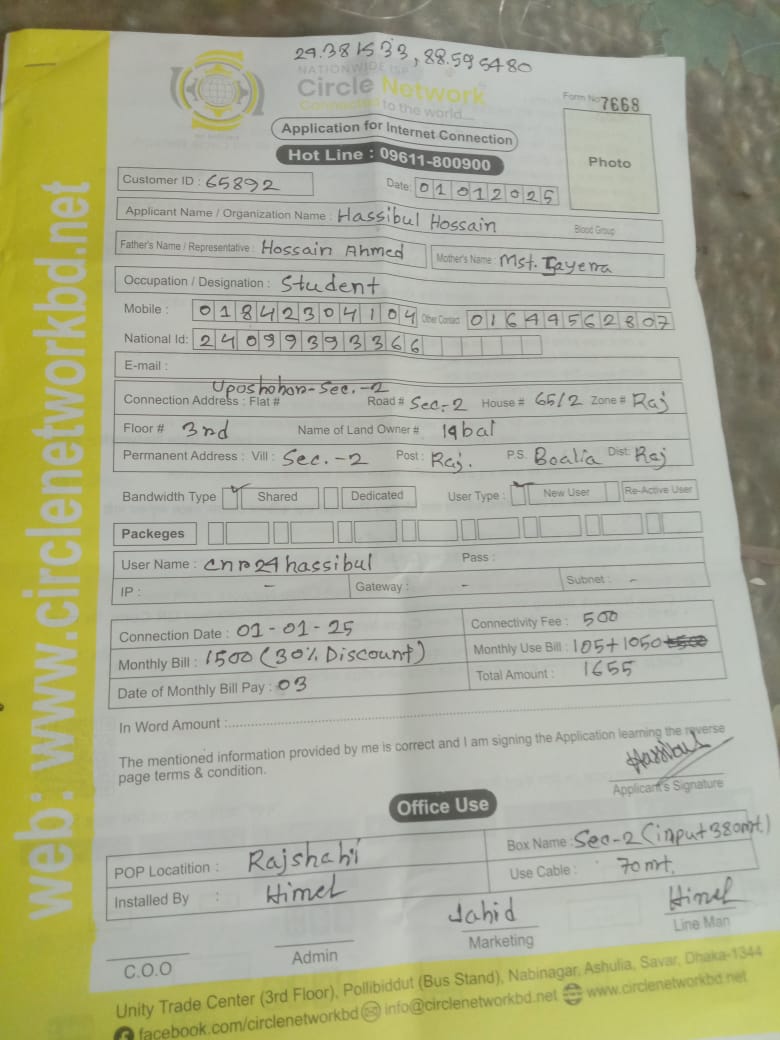 24.381533, 88.595480
NATIONWIDE ISP
Circle Network
Connected to the world...
Form No 7668
Application for Internet Connection
Hot Line : 09611-800900
Photo
Customer ID : 65892
Date: 01012025
Applicant Name / Organization Name : Hassibul Hossain Blood Group
Father's Name / Representative : Hossain Ahmed Mother's Name : Mst.
Occupation / Designation : Student
Mobile : 01842304104 Other Contact 01644562807
National Id: 2409939366
E-mail :
Uposhohor-Sec.-2
Connection Address : Flat # Road # Sec-2 House # 65/2 Zone # Raj
Floor # 3rd Name of Land Owner # Iqbal
Permanent Address : Vill : Sec.-2 Post : Raj. P.S. Boalia Dist: Raj
Bandwidth Type Shared Dedicated User Type : New User Re-Active User
Packeges
User Name : cnr24hassibul Pass :
IP : - Gateway : - Subnet : -
Connection Date : 01-01-25 Connectivity Fee : 500
Monthly Bill : 1500 (30% Discount) Monthly Use Bill : 105+1050
Date of Monthly Bill Pay : 03 Total Amount : 1655
In Word Amount :
The mentioned information provided by me is correct and I am signing the Application learning the reverse
page terms & condition.
Hassibul
Applicant's Signature
Office Use
POP Locatition : Rajshahi Box Name : Sec-2 (input 380mt.)
Installed By : Himel Use Cable : 70mt.
Jahid Himel
C.O.O Admin Marketing Line Man
Unity Trade Center (3rd Floor), Pollibiddut (Bus Stand), Nabinagar, Ashulia, Savar, Dhaka-1344
facebook.com/circlenetworkbd info@circlenetworkbd.net www.circlenetworkbd.net
web: www.circlenetworkbd.net